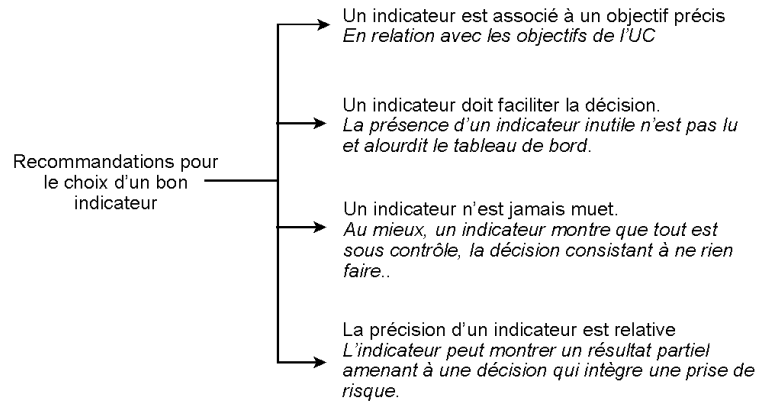 Recommandations pour
le choix d'un bon
indicateur
Un indicateur est associé à un objectif précis
En relation avec les objectifs de l'UC
Un indicateur doit faciliter la décision.
La présence d'un indicateur inutile n'est pas lu
et alourdit le tableau de bord.
Un indicateur n'est jamais muet.
Au mieux, un indicateur montre que tout est
sous contrôle, la décision consistant à ne rien
faire..
La précision d'un indicateur est relative
L'indicateur peut montrer un résultat partiel
amenant à une décision qui intègre une prise de
risque.